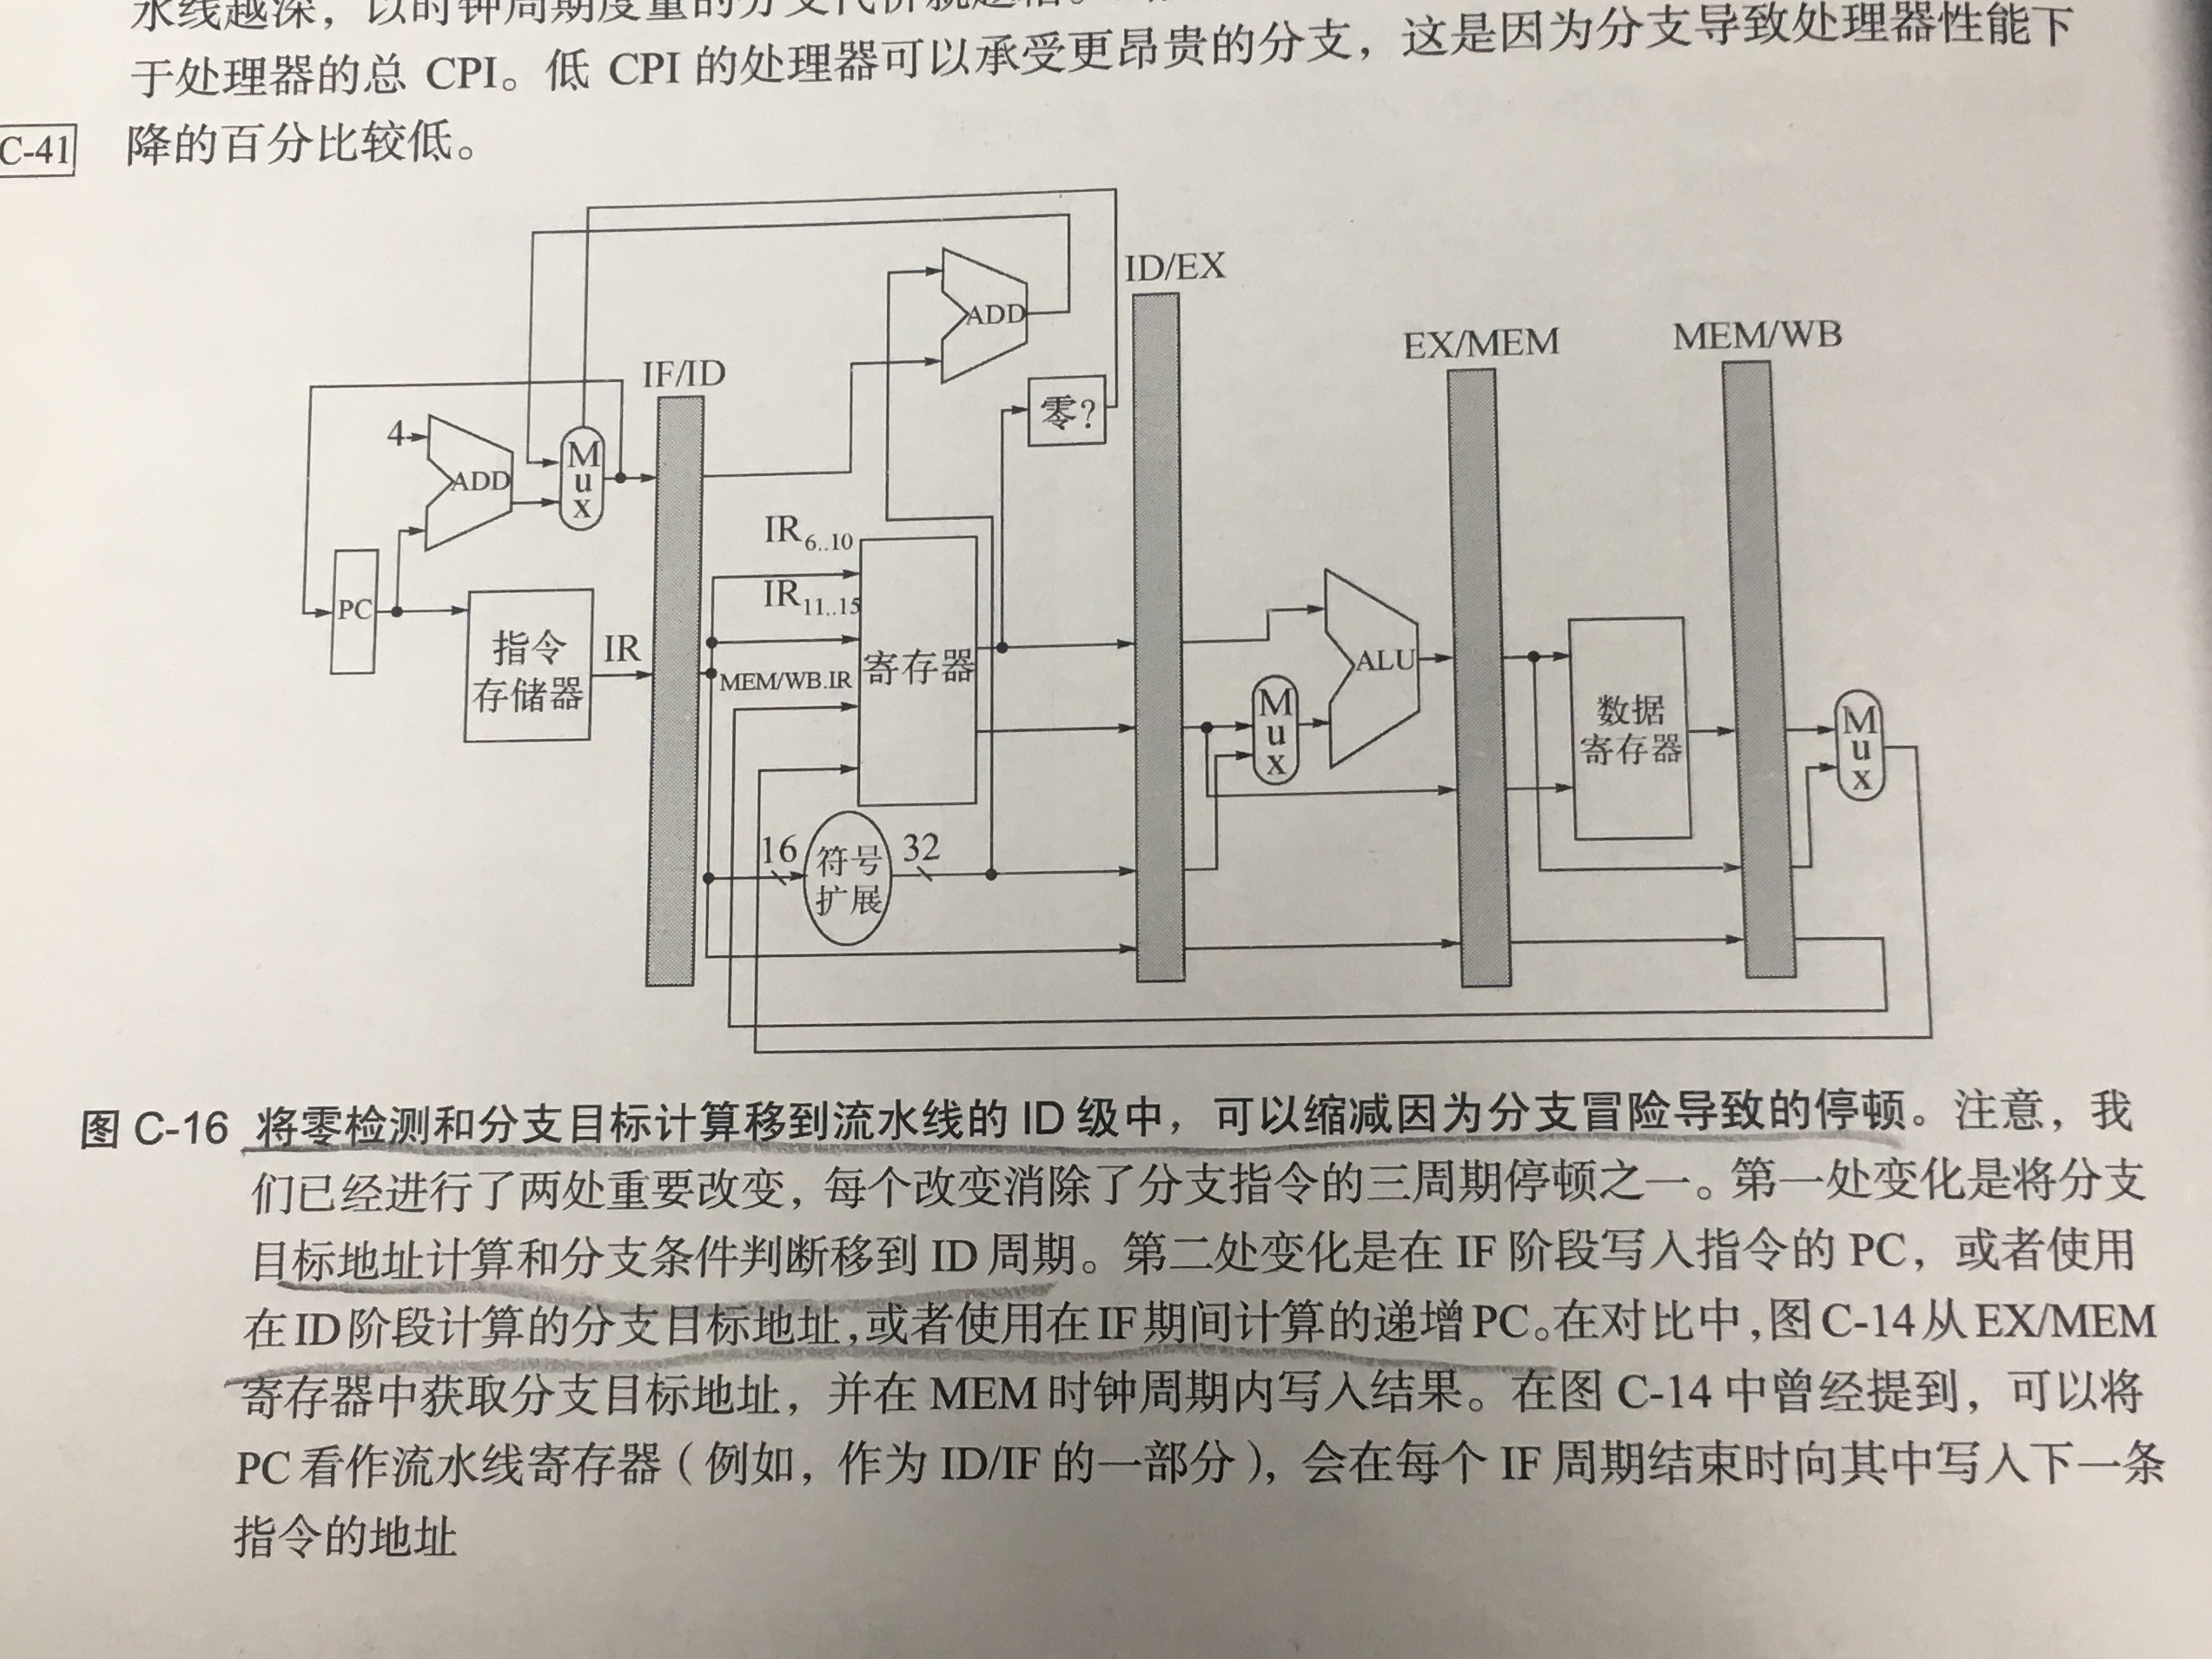 水线越深，以时钟周期度量的分支代价就越
于处理器的总 CPI。低 CPI 的处理器可以承受更昂贵的分支，这是因为分支导致处理器性能下
C-41 降的百分比较低。
ID/EX
ADD
EX/MEM
MEM/WB
IF/ID
零?
4
ADD
Mux
IR6..10
IR11..15
PC
指令
存储器
IR
MEM/WB.IR
寄存器
ALU
Mux
数据
寄存器
Mux
16
符号
扩展
32
图 C-16 将零检测和分支目标计算移到流水线的 ID 级中，可以缩减因为分支冒险导致的停顿。注意，我
们已经进行了两处重要改变，每个改变消除了分支指令的三周期停顿之一。第一处变化是将分支
目标地址计算和分支条件判断移到 ID 周期。第二处变化是在 IF 阶段写入指令的 PC，或者使用
在ID阶段计算的分支目标地址,或者使用在IF期间计算的递增PC。在对比中,图C-14从EX/MEM
寄存器中获取分支目标地址，并在 MEM 时钟周期内写入结果。在图 C-14 中曾经提到，可以将
PC 看作流水线寄存器（例如，作为 ID/IF 的一部分），会在每个 IF 周期结束时向其中写入下一条
指令的地址